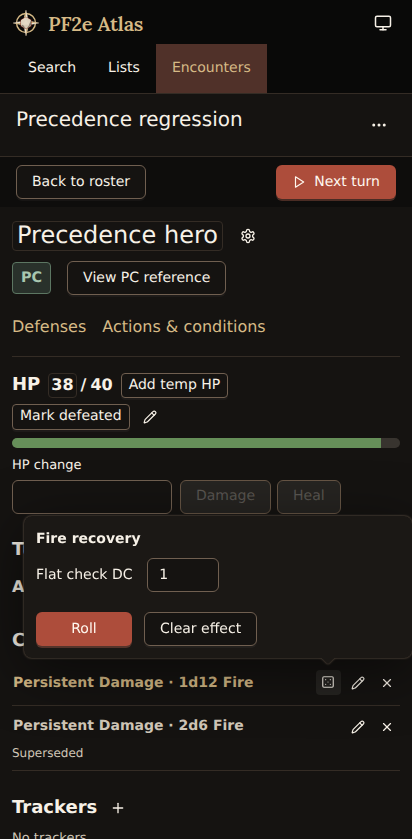 PF2e Atlas
Search Lists Encounters
Precedence regression
...
Back to roster Next turn
Precedence hero
PC View PC reference
Defenses Actions & conditions
HP 38 / 40 Add temp HP
Mark defeated
HP change
Damage Heal
T
Fire recovery
Flat check DC 1
A
Roll Clear effect
C
Persistent Damage · 1d12 Fire
Persistent Damage · 2d6 Fire
Superseded
Trackers +
No trackers